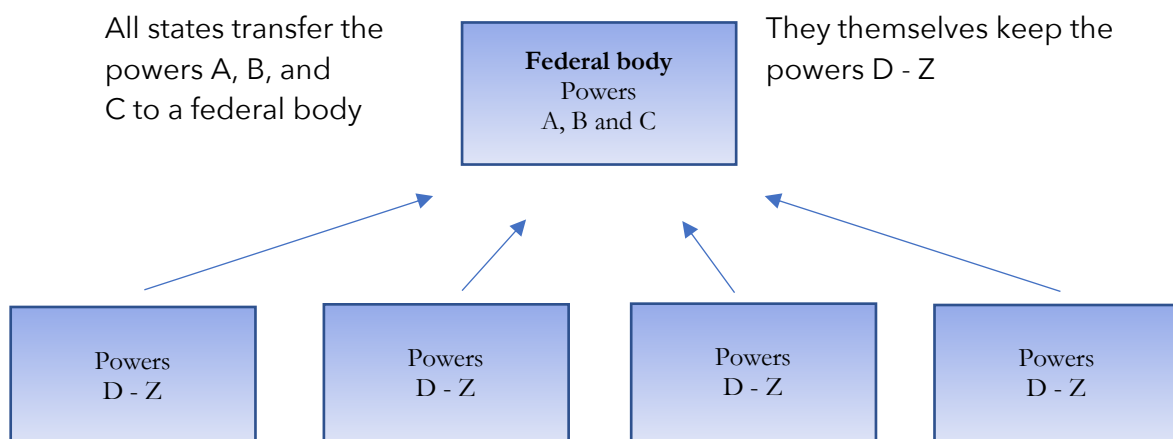 All states transfer the
powers A, B, and
C to a federal body
Federal body
Powers
A, B and C
They themselves keep the
powers D - Z
Powers
D - Z
Powers
D - Z
Powers
D - Z
Powers
D - Z